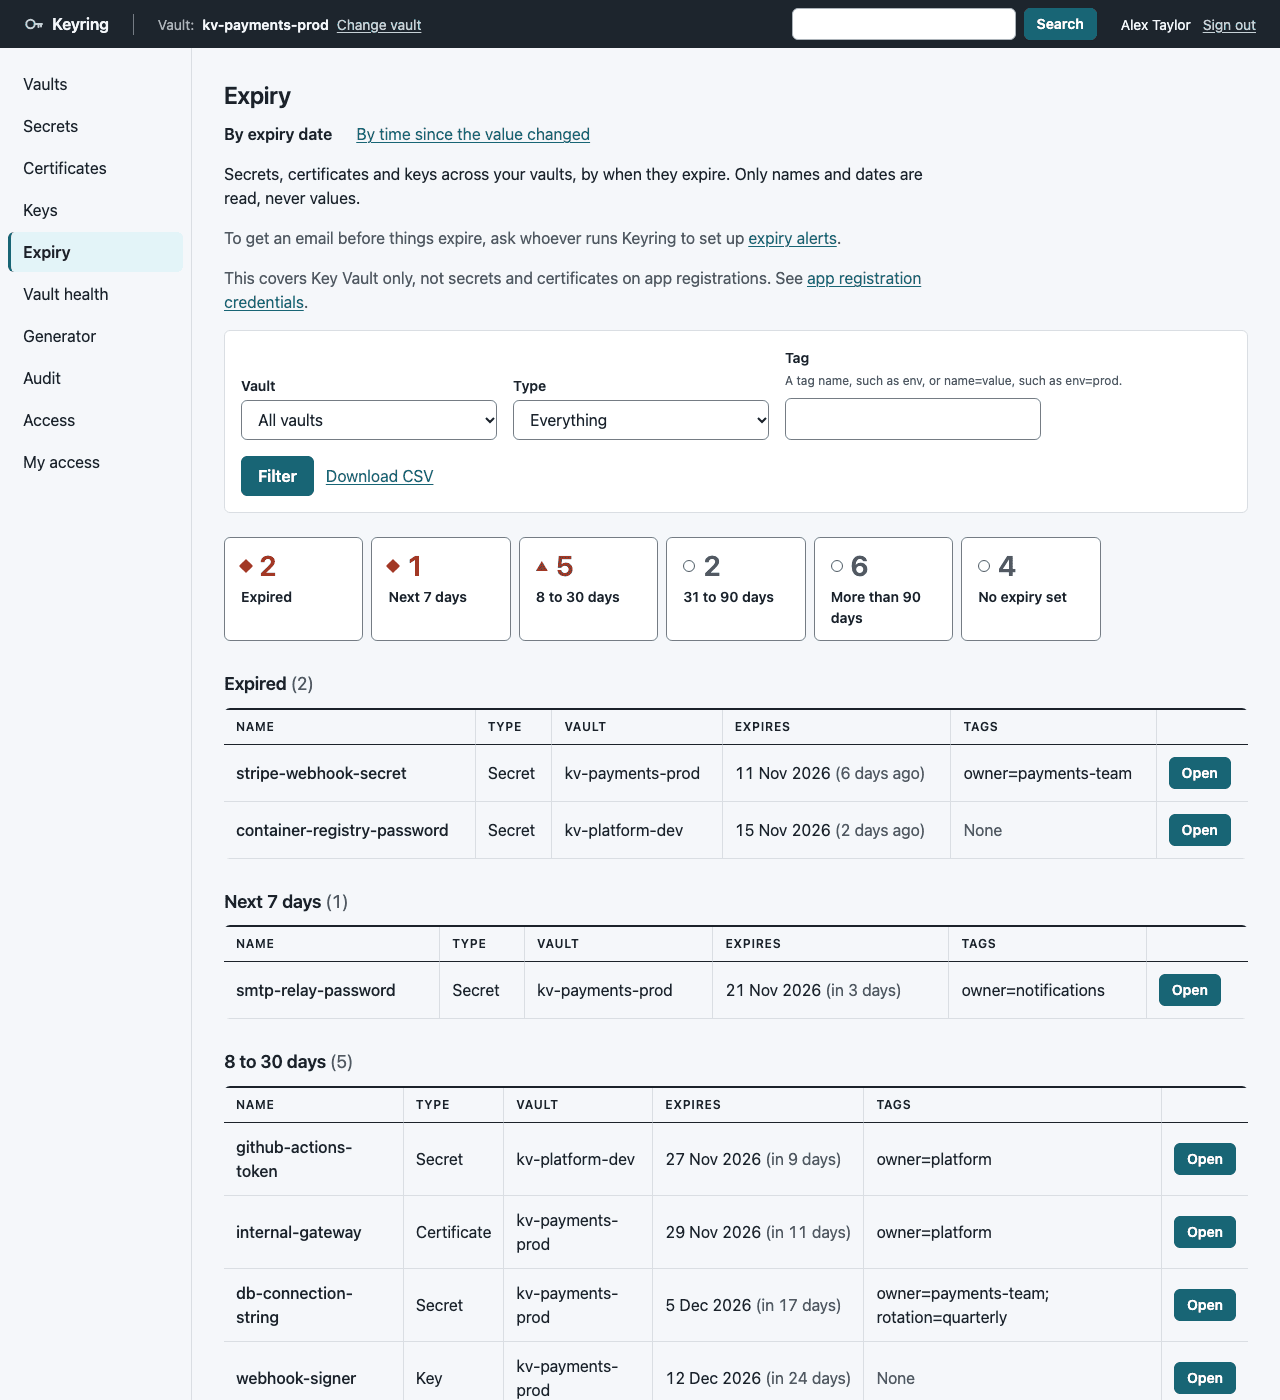 Keyring
Vault: kv-payments-prod Change vault
Search
Alex Taylor Sign out
Vaults
Secrets
Certificates
Keys
Expiry
Vault health
Generator
Audit
Access
My access
Expiry
By expiry date By time since the value changed
Secrets, certificates and keys across your vaults, by when they expire. Only names and dates are
read, never values.
To get an email before things expire, ask whoever runs Keyring to set up expiry alerts.
This covers Key Vault only, not secrets and certificates on app registrations. See app registration
credentials.
Vault
All vaults
Type
Everything
Tag
A tag name, such as env, or name=value, such as env=prod.
Filter Download CSV
2
Expired
1
Next 7 days
5
8 to 30 days
2
31 to 90 days
6
More than 90
days
4
No expiry set
Expired (2)
NAME TYPE VAULT EXPIRES TAGS
stripe-webhook-secret Secret kv-payments-prod 11 Nov 2026 (6 days ago) owner=payments-team Open
container-registry-password Secret kv-platform-dev 15 Nov 2026 (2 days ago) None Open
Next 7 days (1)
NAME TYPE VAULT EXPIRES TAGS
smtp-relay-password Secret kv-payments-prod 21 Nov 2026 (in 3 days) owner=notifications Open
8 to 30 days (5)
NAME TYPE VAULT EXPIRES TAGS
github-actions-
token
Secret kv-platform-dev 27 Nov 2026 (in 9 days) owner=platform Open
internal-gateway Certificate
kv-payments-
prod
29 Nov 2026 (in 11 days) owner=platform Open
db-connection-
string
Secret
kv-payments-
prod
5 Dec 2026 (in 17 days)
owner=payments-team;
rotation=quarterly
Open
webhook-signer Key
kv-payments-
prod
12 Dec 2026 (in 24 days) None Open